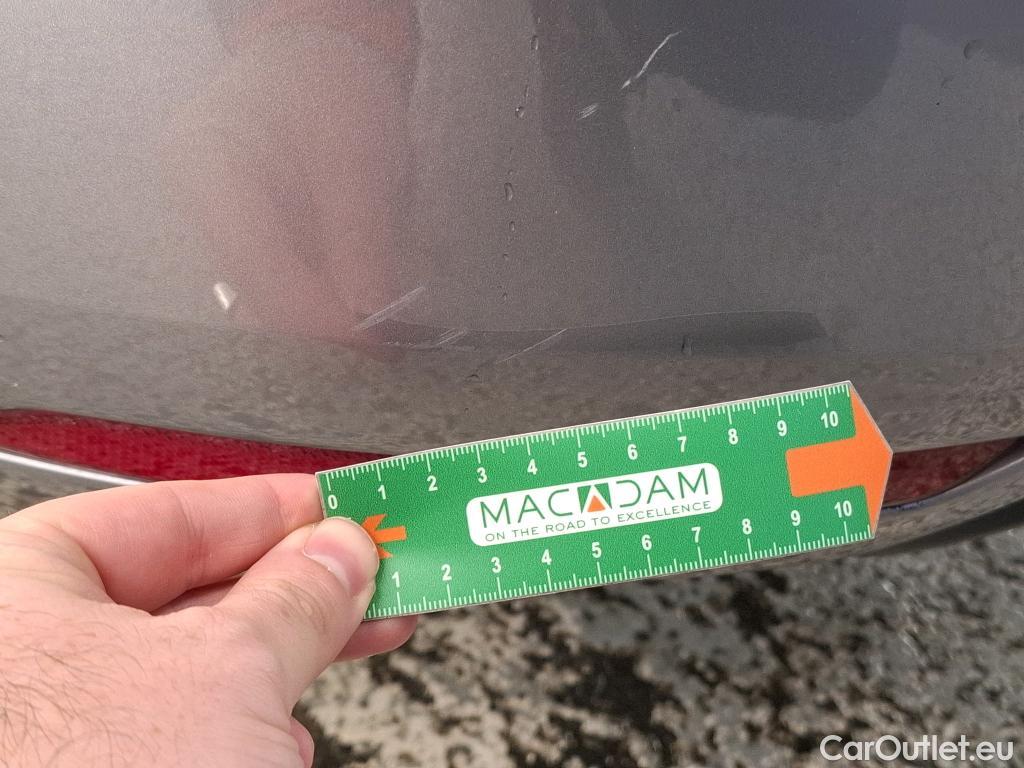 0 1 2 3 4 5 6 7 8 9 10
MACADAM
ON THE ROAD TO EXCELLENCE
1 2 3 4 5 6 7 8 9 10
CarOutlet.eu